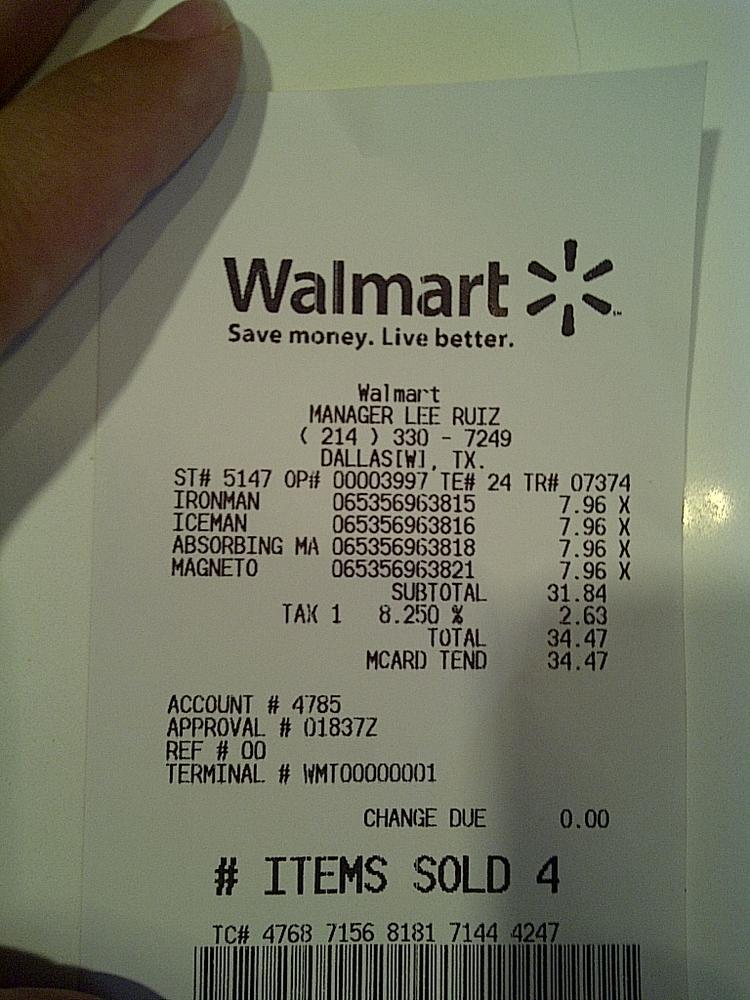 Walmart
Save money. Live better.
Walmart
MANAGER LEE RUIZ
( 214 ) 330 - 7249
DALLAS[W], TX.
ST# 5147 OP# 00003997 TE# 24 TR# 07374
IRONMAN 065356963815 7.96 X
ICEMAN 065356963816 7.96 X
ABSORBING MA 065356963818 7.96 X
MAGNETO 065356963821 7.96 X
SUBTOTAL 31.84
TAX 1 8.250 % 2.63
TOTAL 34.47
MCARD TEND 34.47
ACCOUNT # 4785
APPROVAL # 01837Z
REF # 00
TERMINAL # WMT00000001
CHANGE DUE 0.00
# ITEMS SOLD 4
TC# 4768 7156 8181 7144 4247